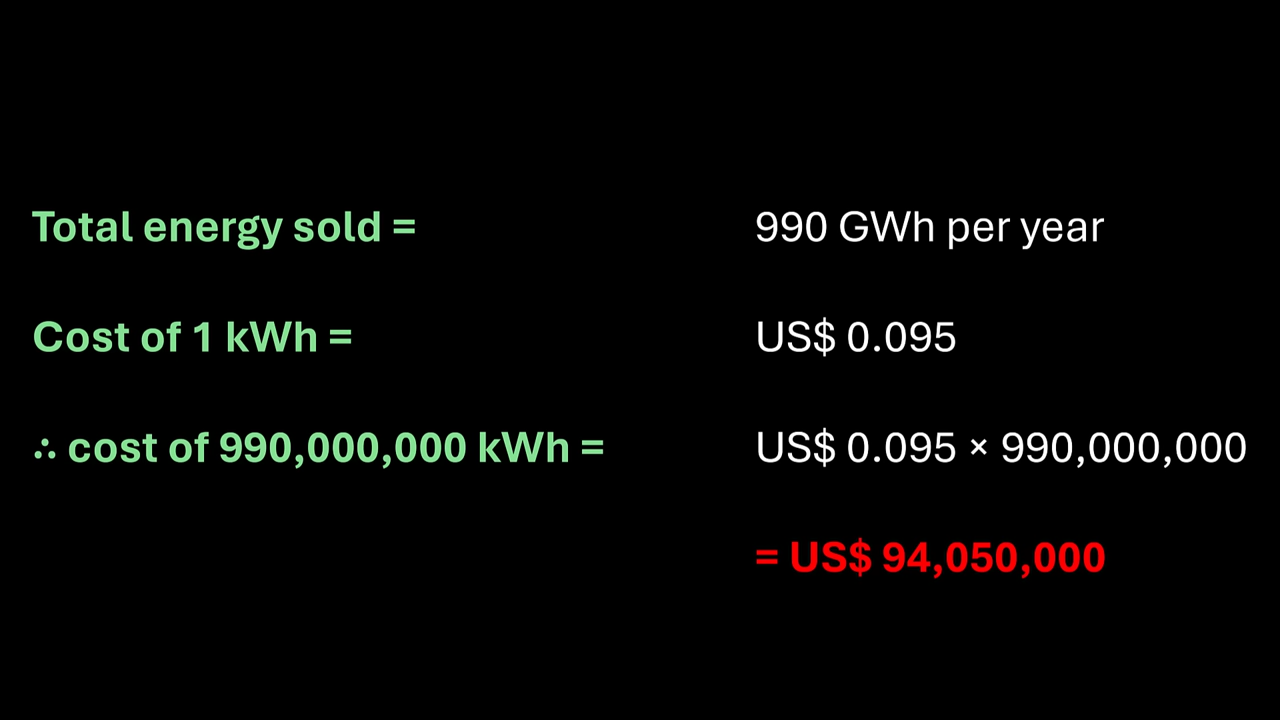 Total energy sold = 990 GWh per year
Cost of 1 kWh = US$ 0.095
∴ cost of 990,000,000 kWh = US$ 0.095 × 990,000,000
= US$ 94,050,000